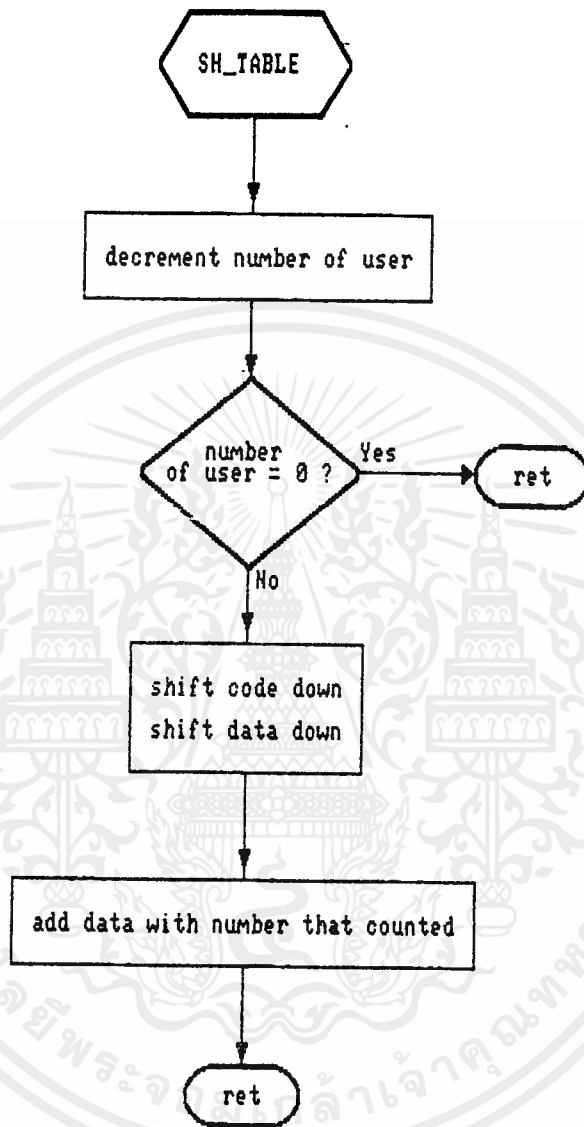 SH_TABLE
decrement number of user
number
of user = 0 ?
Yes
ret
No
shift code down
shift data down
add data with number that counted
ret